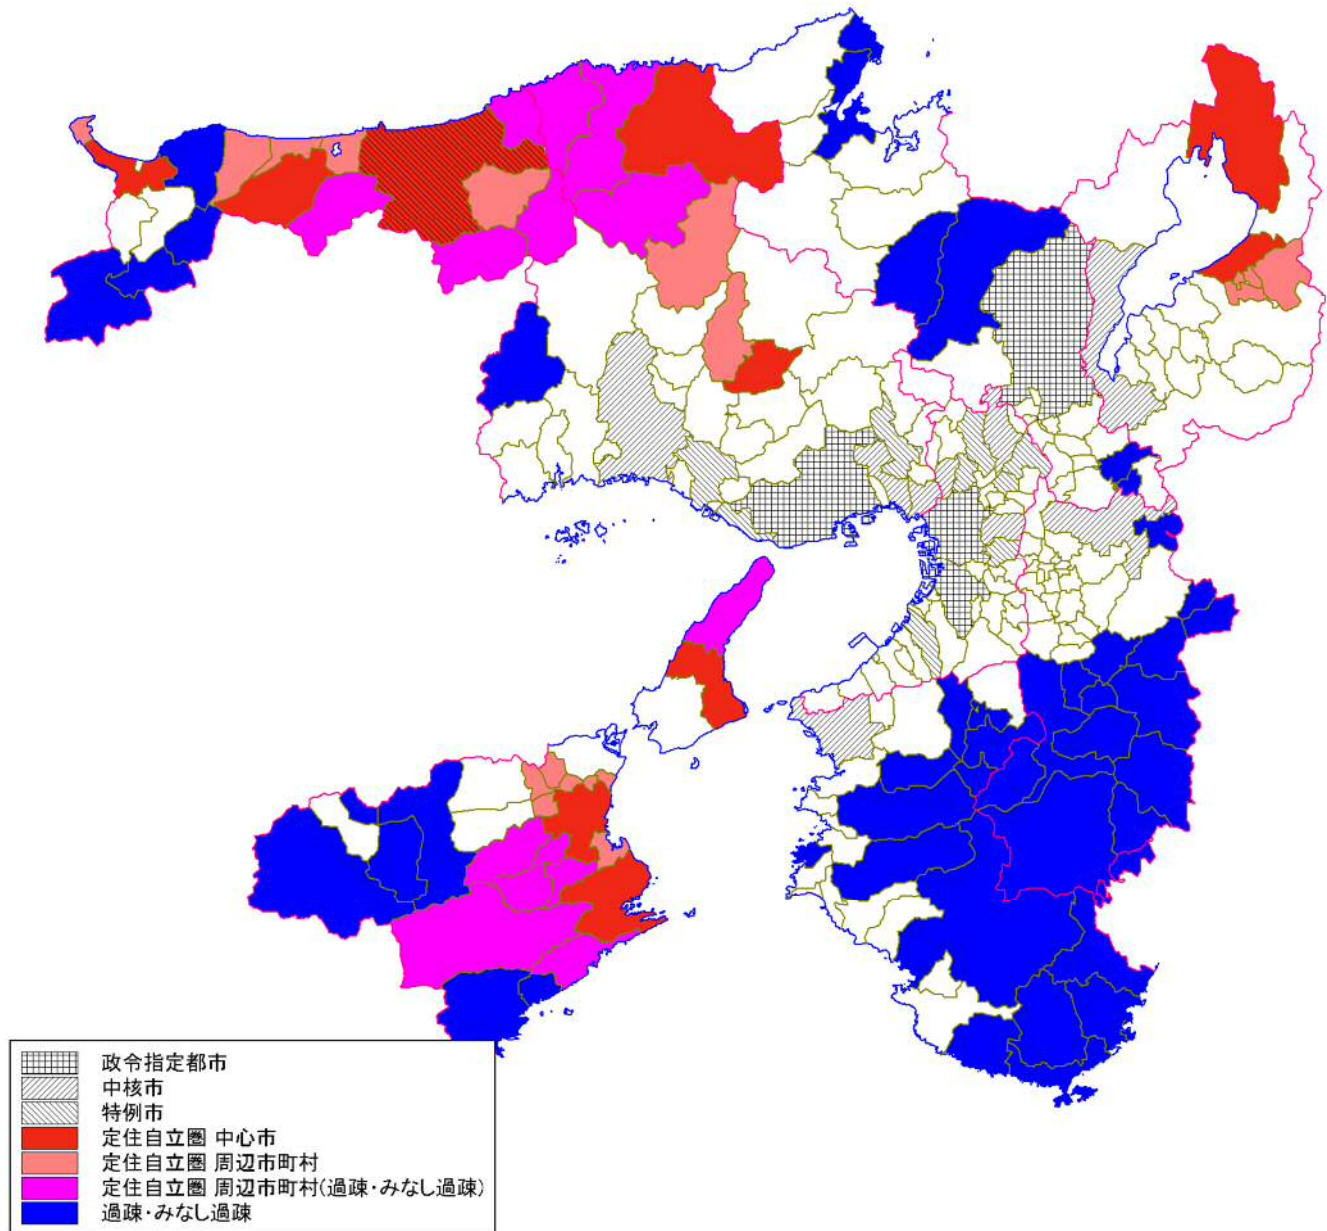 政令指定都市
中核市
特例市
定住自立圏 中心市
定住自立圏 周辺市町村
定住自立圏 周辺市町村(過疎・みなし過疎)
過疎・みなし過疎